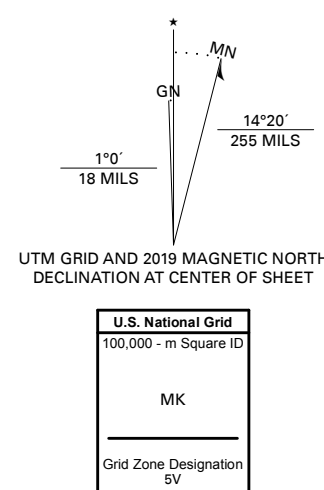 ★
MN
GN
14°20´
255 MILS
1°0´
18 MILS
UTM GRID AND 2019 MAGNETIC NORTH
DECLINATION AT CENTER OF SHEET
U.S. National Grid
100,000 - m Square ID
MK
Grid Zone Designation
5V